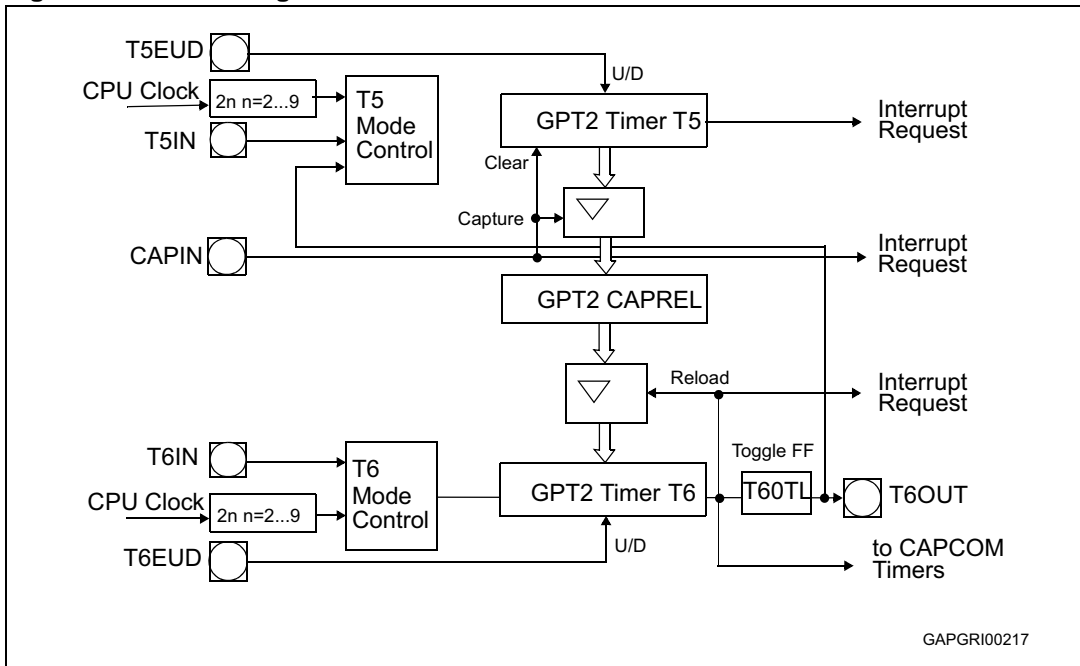 T5EUD
U/D
CPU Clock
2n n=2...9
T5
Mode
Control
GPT2 Timer T5
Interrupt
Request
T5IN
Clear
Capture
CAPIN
Interrupt
Request
GPT2 CAPREL
Reload
Interrupt
Request
T6IN
T6
Mode
Control
Toggle FF
GPT2 Timer T6
T60TL
T6OUT
CPU Clock
2n n=2...9
T6EUD
U/D
to CAPCOM
Timers
GAPGRI00217